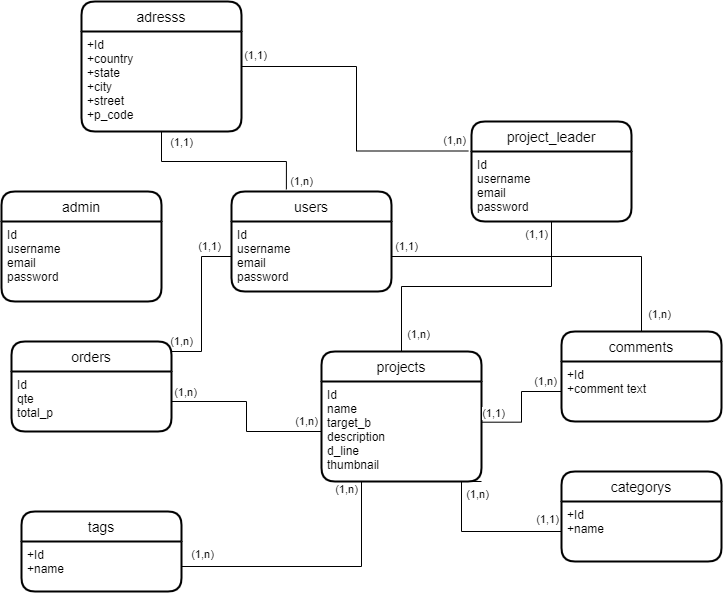 adresss
+Id
+country
+state
+city
+street
+p_code
(1,1)
(1,1)
(1,n)
project_leader
Id
username
email
password
(1,n)
admin
Id
username
email
password
users
Id
username
email
password
(1,1)
(1,1)
(1,1)
(1,n)
(1,n)
(1,n)
orders
Id
qte
total_p
(1,n)
projects
Id
name
target_b
description
d_line
thumbnail
(1,n)
comments
+Id
+comment text
(1,n)
(1,1)
(1,n)
(1,n)
categorys
+Id
+name
(1,1)
tags
+Id
+name
(1,n)